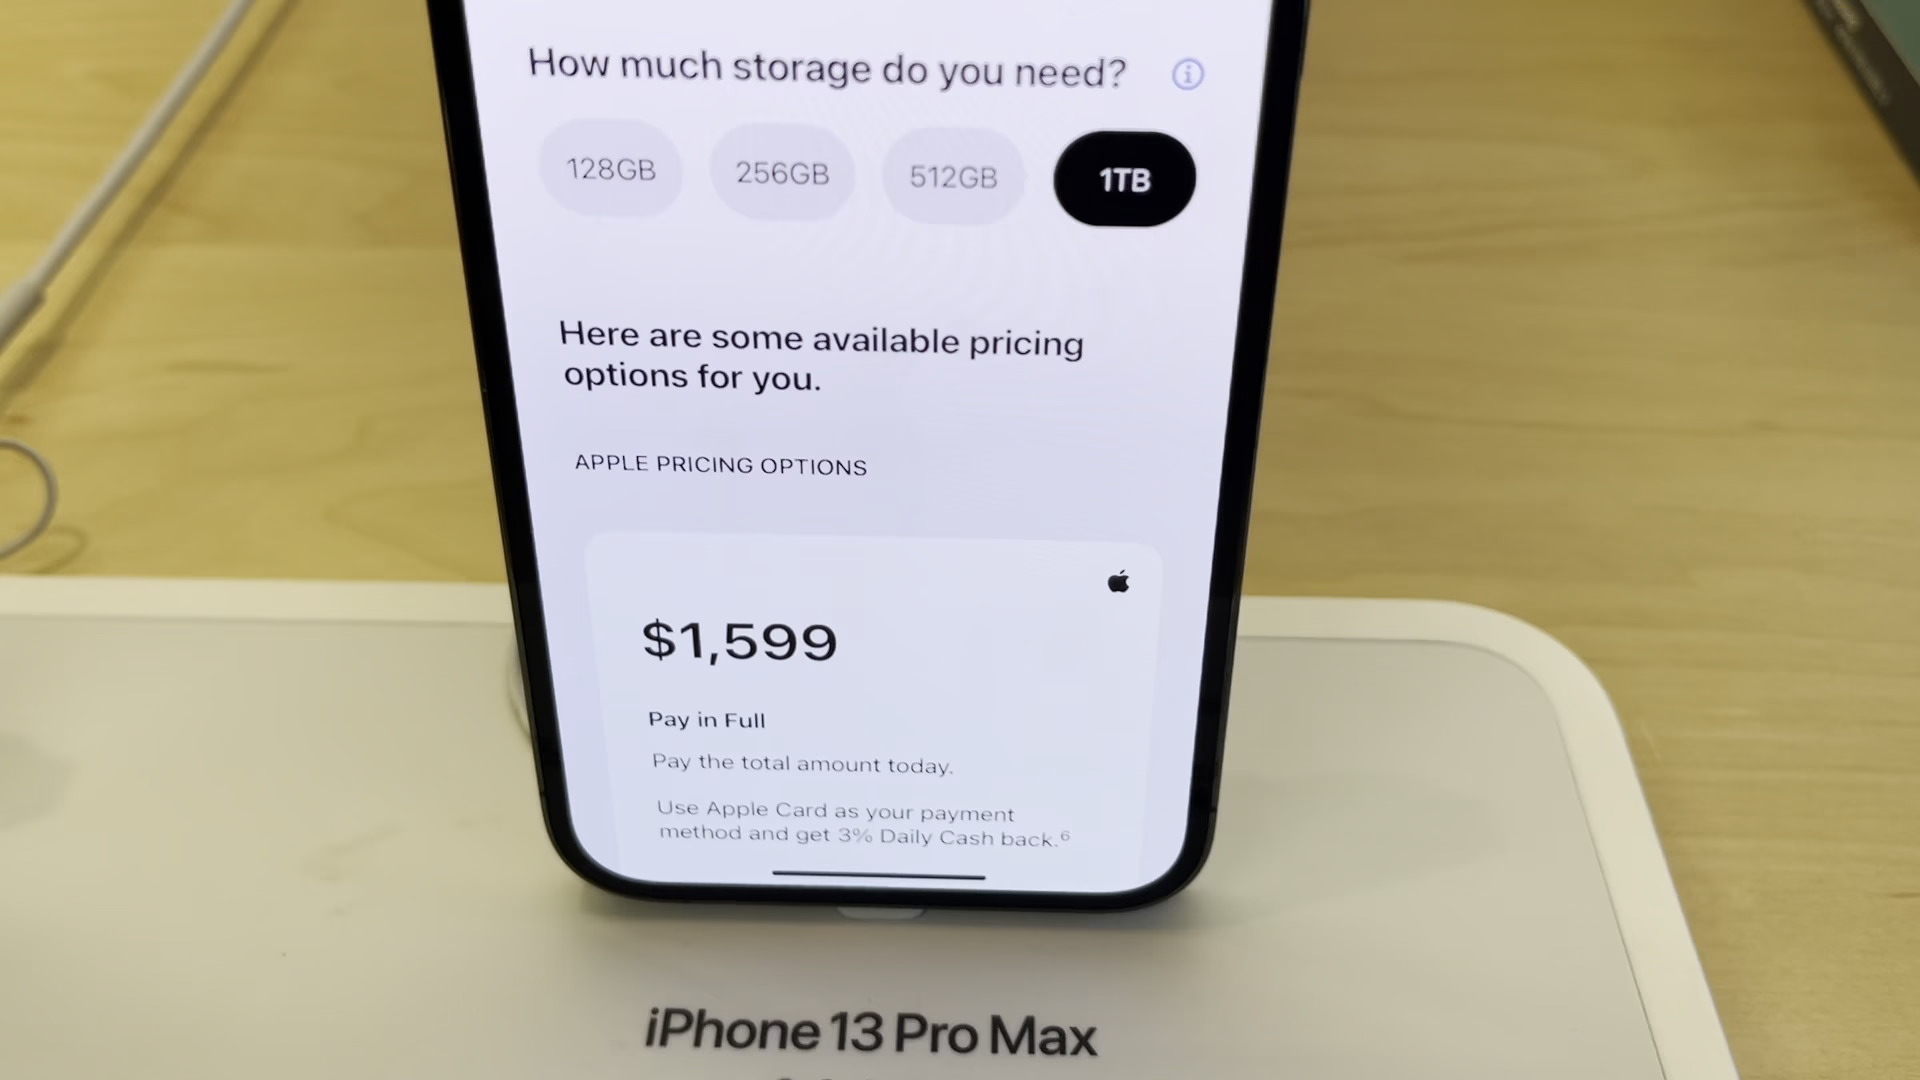 How much storage do you need?
128GB 256GB 512GB 1TB
Here are some available pricing
options for you.
APPLE PRICING OPTIONS
$1,599
Pay in Full
Pay the total amount today.
Use Apple Card as your payment
method and get 3% Daily Cash back.⁶
iPhone 13 Pro Max